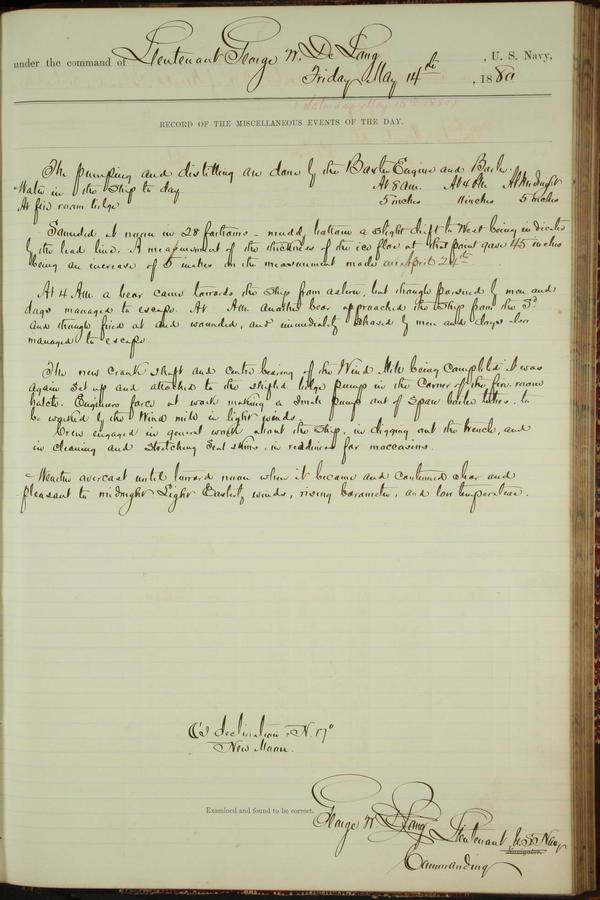 under the command of Lieutenant George W. De Long, U. S. Navy,
Friday May 14th, 1880
(Saturday May 15th 1880)
RECORD OF THE MISCELLANEOUS EVENTS OF THE DAY.
The pumping and distilling are done by the Baxter Engine and Boiler.
Water in the Ship to day. At 8 am. At 4 PM. At Midnight
At fire room bilge 5 inches 11 inches 5 inches
Sounded at noon in 28 fathoms - muddy bottom a slight drift to West being indicated
by the lead line. A measurement of the thickness of the ice floe at this point gave 45 inches
being an increase of 5 inches on the measurement made on April 24th.
At 4 AM. a bear came towards the Ship from astern, but though pursued by men and
dogs managed to escape. At AM. another bear approached the Ship from the Sd.
and though fired at and wounded, and immediately chased by men and dogs also
managed to escape.
The new crank shaft and centre bearing of the Wind Mill being completed it was
again set up and attached to the bilge pump in the corner of the fire room
hatch. Engineers force at work making a small pump out of spare boiler tubes, to
be worked by the Wind mill in light winds.
Crew engaged in general work about the Ship, in digging out the trench, and
in cleaning and stretching Seal skins, in readiness for moccasins.
Weather overcast until toward noon when it became and continued clear and
pleasant to midnight Light Easterly winds, rising barometer, and low temperature.
☾'s declination, N. 17°
New Moon.
Examined and found to be correct.
George W. De Long Lieutenant U.S. Navy
Navigator.
Commanding